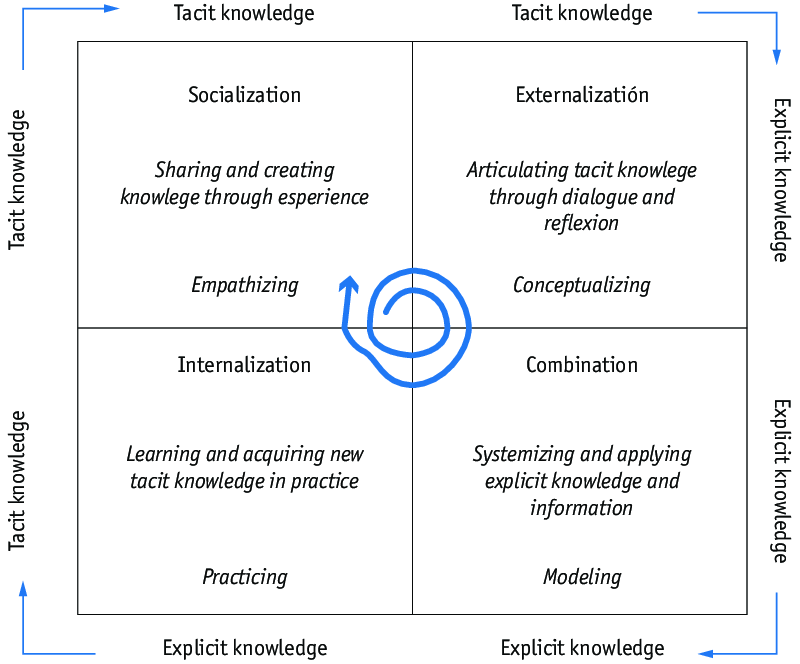 Tacit knowledge
Tacit knowledge
Tacit knowledge
Explicit knowledge
Socialization
Sharing and creating
knowlege through esperience
Empathizing
Externalizatión
Articulating tacit knowlege
through dialogue and
reflexion
Conceptualizing
Internalization
Learning and acquiring new
tacit knowledge in practice
Practicing
Combination
Systemizing and applying
explicit knowledge and
information
Modeling
Tacit knowledge
Explicit knowledge
Explicit knowledge
Explicit knowledge